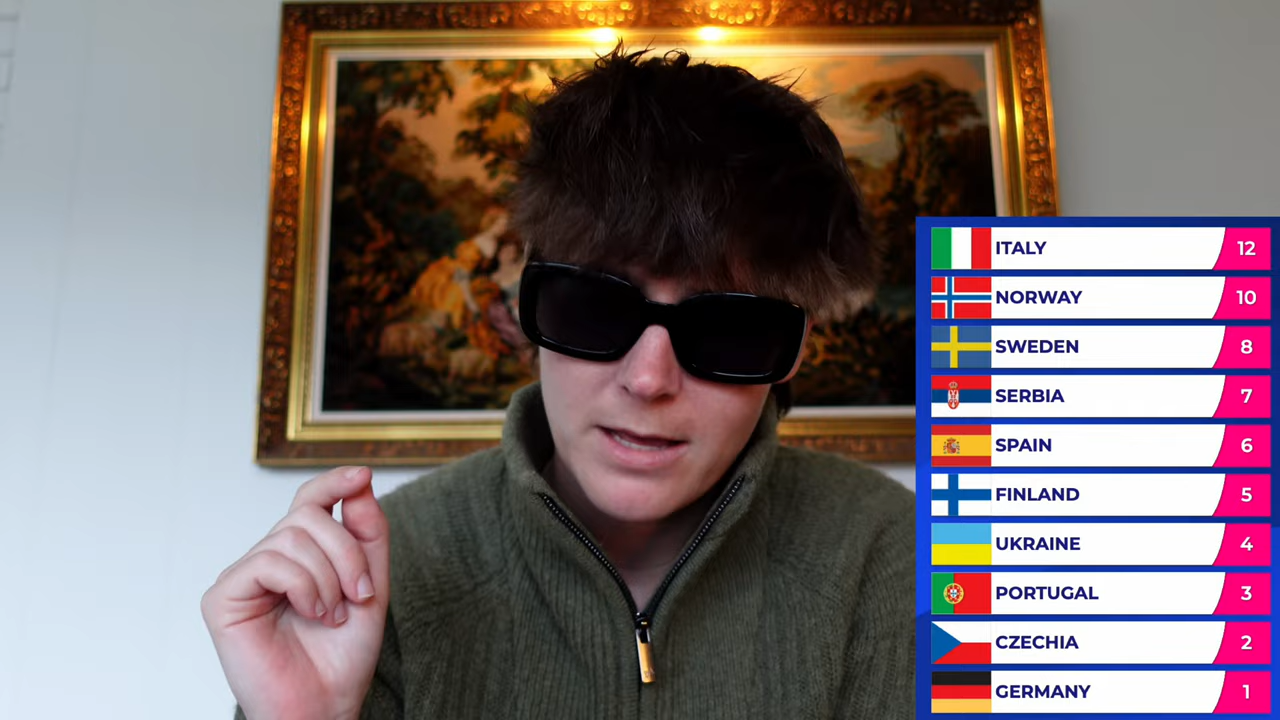 ITALY 12
NORWAY 10
SWEDEN 8
SERBIA 7
SPAIN 6
FINLAND 5
UKRAINE 4
PORTUGAL 3
CZECHIA 2
GERMANY 1